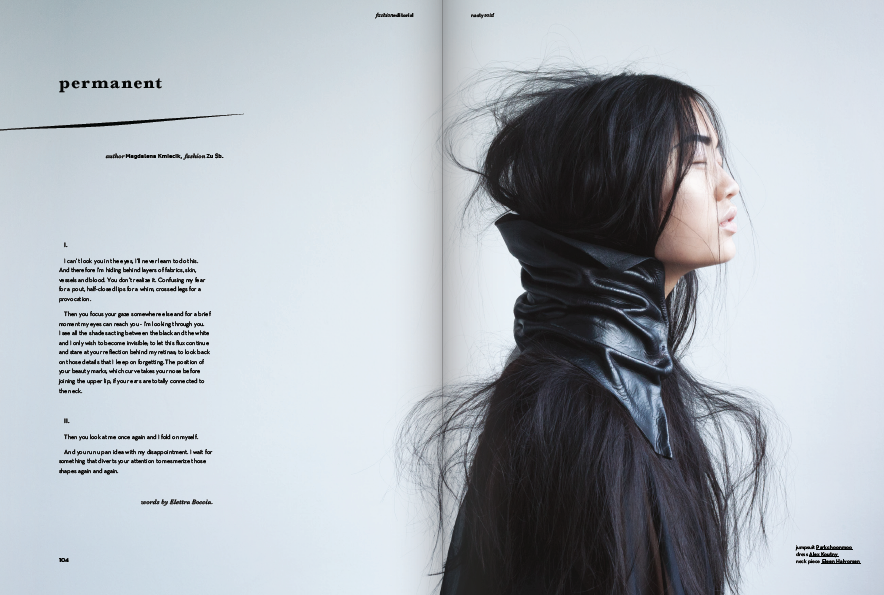 fashion editorial
permanent
author Magdalena Kmiecik, fashion Zu Śb.
I.
I can't look you in the eyes, I'll never learn to do this.
And therefore I'm hiding behind layers of fabrics, skin,
vessels and blood. You don't realize it. Confusing my fear
for a pout, half-closed lips for a whim, crossed legs for a
provocation.
Then you focus your gaze somewhere else and for a brief
moment my eyes can reach you - I'm looking through you.
I see all the shades acting between the black and the white
and I only wish to become invisible, to let this flux continue
and stare at your reflection behind my retinas, to look back
on those details that I keep on forgetting. The position of
your beauty marks, which curve takes your nose before
joining the upper lip, if your ears are totally connected to
the neck.
II.
Then you look at me once again and I fold on myself.
And you run up an idea with my disappointment. I wait for
something that diverts your attention to mesmerize those
shapes again and again.
words by Elettra Boccia.
104
jumpsuit Parkchoonmoo
dress Alex Koutny
neck piece Eleen Halvorsen